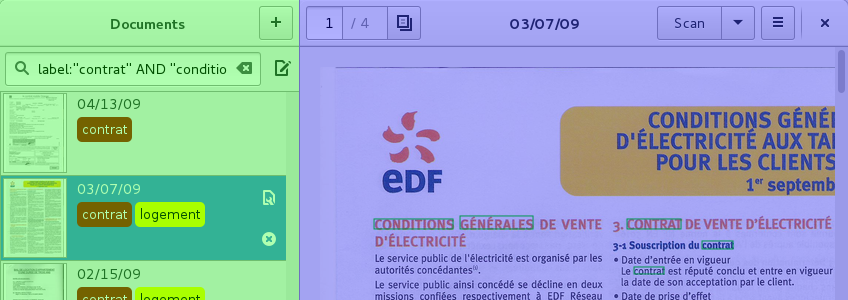 Documents
+
label:"contrat" AND "conditio
04/13/09
contrat
03/07/09
contrat logement
02/15/09
contrat logement
1 / 4
03/07/09
Scan
eDF
CONDITIONS GÉNÉ
D'ÉLECTRICITÉ AUX TA
POUR LES CLIENTS
1er septemb
CONDITIONS GÉNÉRALES DE VENTE
D'ÉLECTRICITÉ
Le service public de l'électricité est organisé par les
autorités concédantes(1).
Le service public ainsi concédé se décline en deux
missions confiées respectivement à EDF Réseau
3. CONTRAT DE VENTE D'ÉLECTRICITÉ
3-1 Souscription du contrat
• Date d'entrée en vigueur
Le contrat est réputé conclu et entre en vigueur
la date de son acceptation par le client.
• Date de prise d'effet